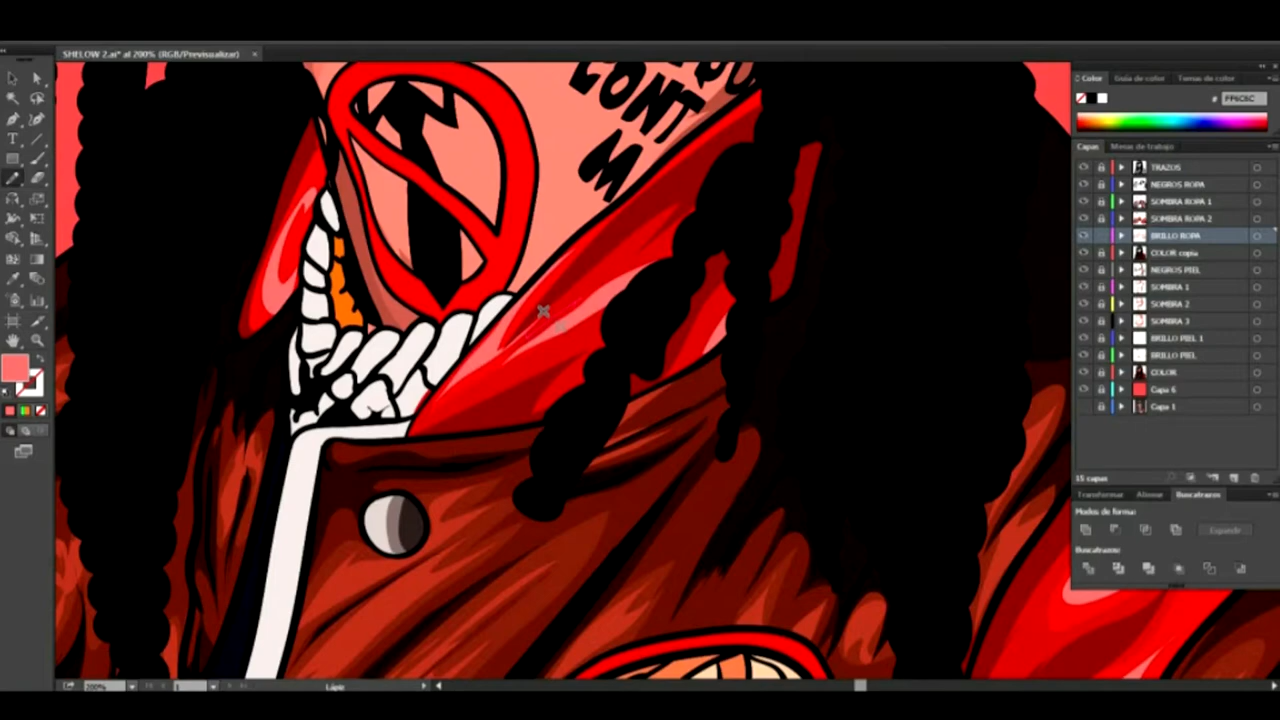 SHELOW 2.ai* al 200% (RGB/Previsualizar)
CONT
M
Color
Guía de color
Temas de color
# FF6C6C
Capas
Mesas de trabajo
TRAZOS
NEGROS ROPA
SOMBRA ROPA 1
SOMBRA ROPA 2
BRILLO ROPA
COLOR copia
NEGROS PIEL
SOMBRA 1
SOMBRA 2
SOMBRA 3
BRILLO PIEL 1
BRILLO PIEL
COLOR
Capa 6
Capa 1
15 capas
Transformar
Alinear
Buscatrazos
Modos de forma:
Expandir
Buscatrazos:
200%
1
Lápiz